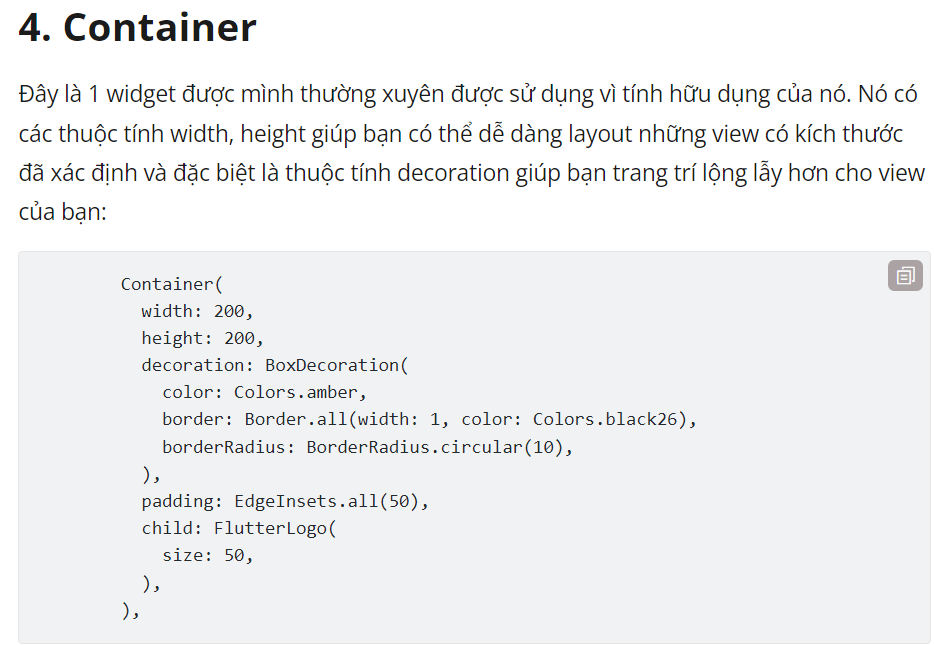 4. Container
Đây là 1 widget được mình thường xuyên được sử dụng vì tính hữu dụng của nó. Nó có
các thuộc tính width, height giúp bạn có thể dễ dàng layout những view có kích thước
đã xác định và đặc biệt là thuộc tính decoration giúp bạn trang trí lộng lẫy hơn cho view
của bạn:
Container(
  width: 200,
  height: 200,
  decoration: BoxDecoration(
    color: Colors.amber,
    border: Border.all(width: 1, color: Colors.black26),
    borderRadius: BorderRadius.circular(10),
  ),
  padding: EdgeInsets.all(50),
  child: FlutterLogo(
    size: 50,
  ),
),